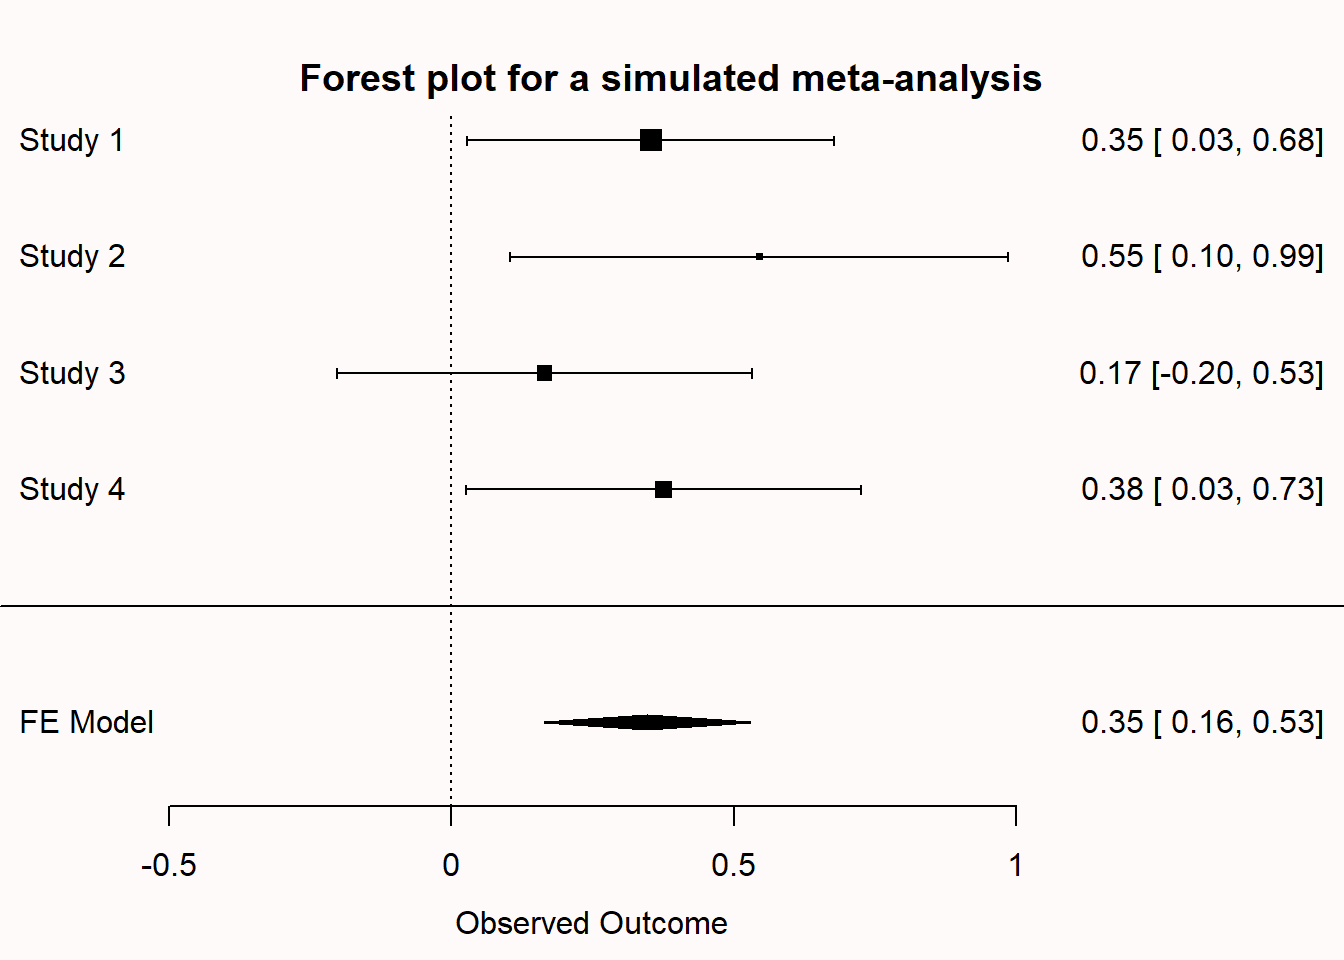 Forest plot for a simulated meta-analysis
Study 1 0.35 [ 0.03, 0.68]
Study 2 0.55 [ 0.10, 0.99]
Study 3 0.17 [-0.20, 0.53]
Study 4 0.38 [ 0.03, 0.73]
FE Model 0.35 [ 0.16, 0.53]
-0.5 0 0.5 1
Observed Outcome